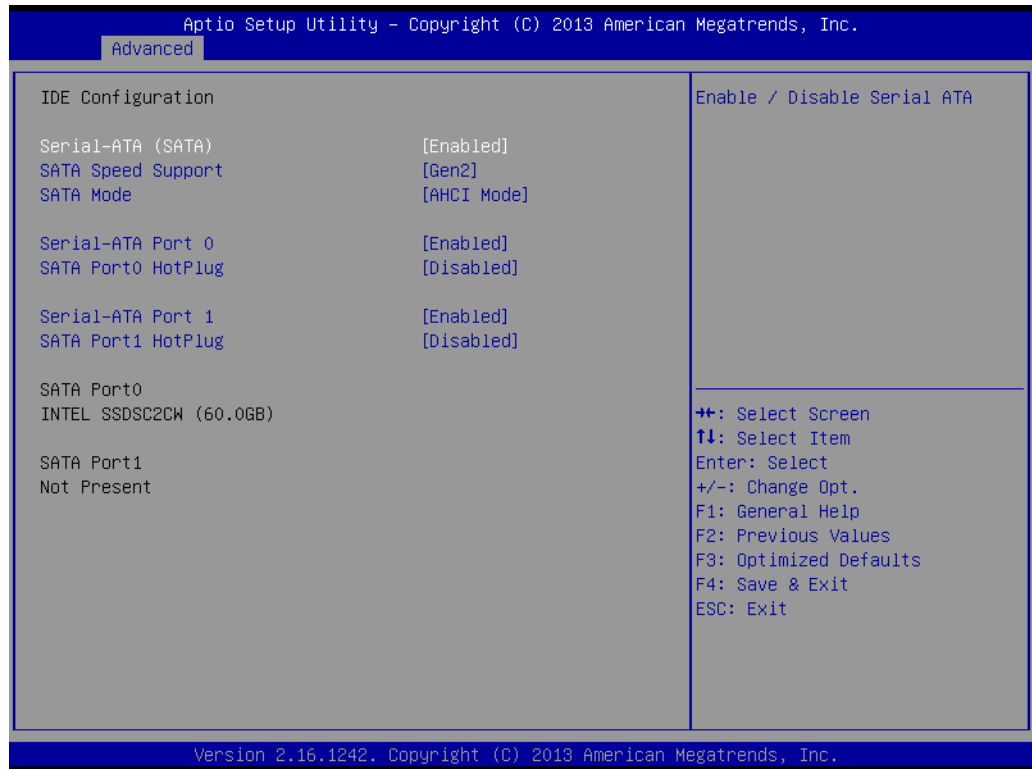 Aptio Setup Utility – Copyright (C) 2013 American Megatrends, Inc.
Advanced
IDE Configuration
Serial-ATA (SATA) [Enabled]
SATA Speed Support [Gen2]
SATA Mode [AHCI Mode]
Serial-ATA Port 0 [Enabled]
SATA Port0 HotPlug [Disabled]
Serial-ATA Port 1 [Enabled]
SATA Port1 HotPlug [Disabled]
SATA Port0
INTEL SSDSC2CW (60.0GB)
SATA Port1
Not Present
Enable / Disable Serial ATA
→←: Select Screen
↑↓: Select Item
Enter: Select
+/-: Change Opt.
F1: General Help
F2: Previous Values
F3: Optimized Defaults
F4: Save & Exit
ESC: Exit
Version 2.16.1242. Copyright (C) 2013 American Megatrends, Inc.